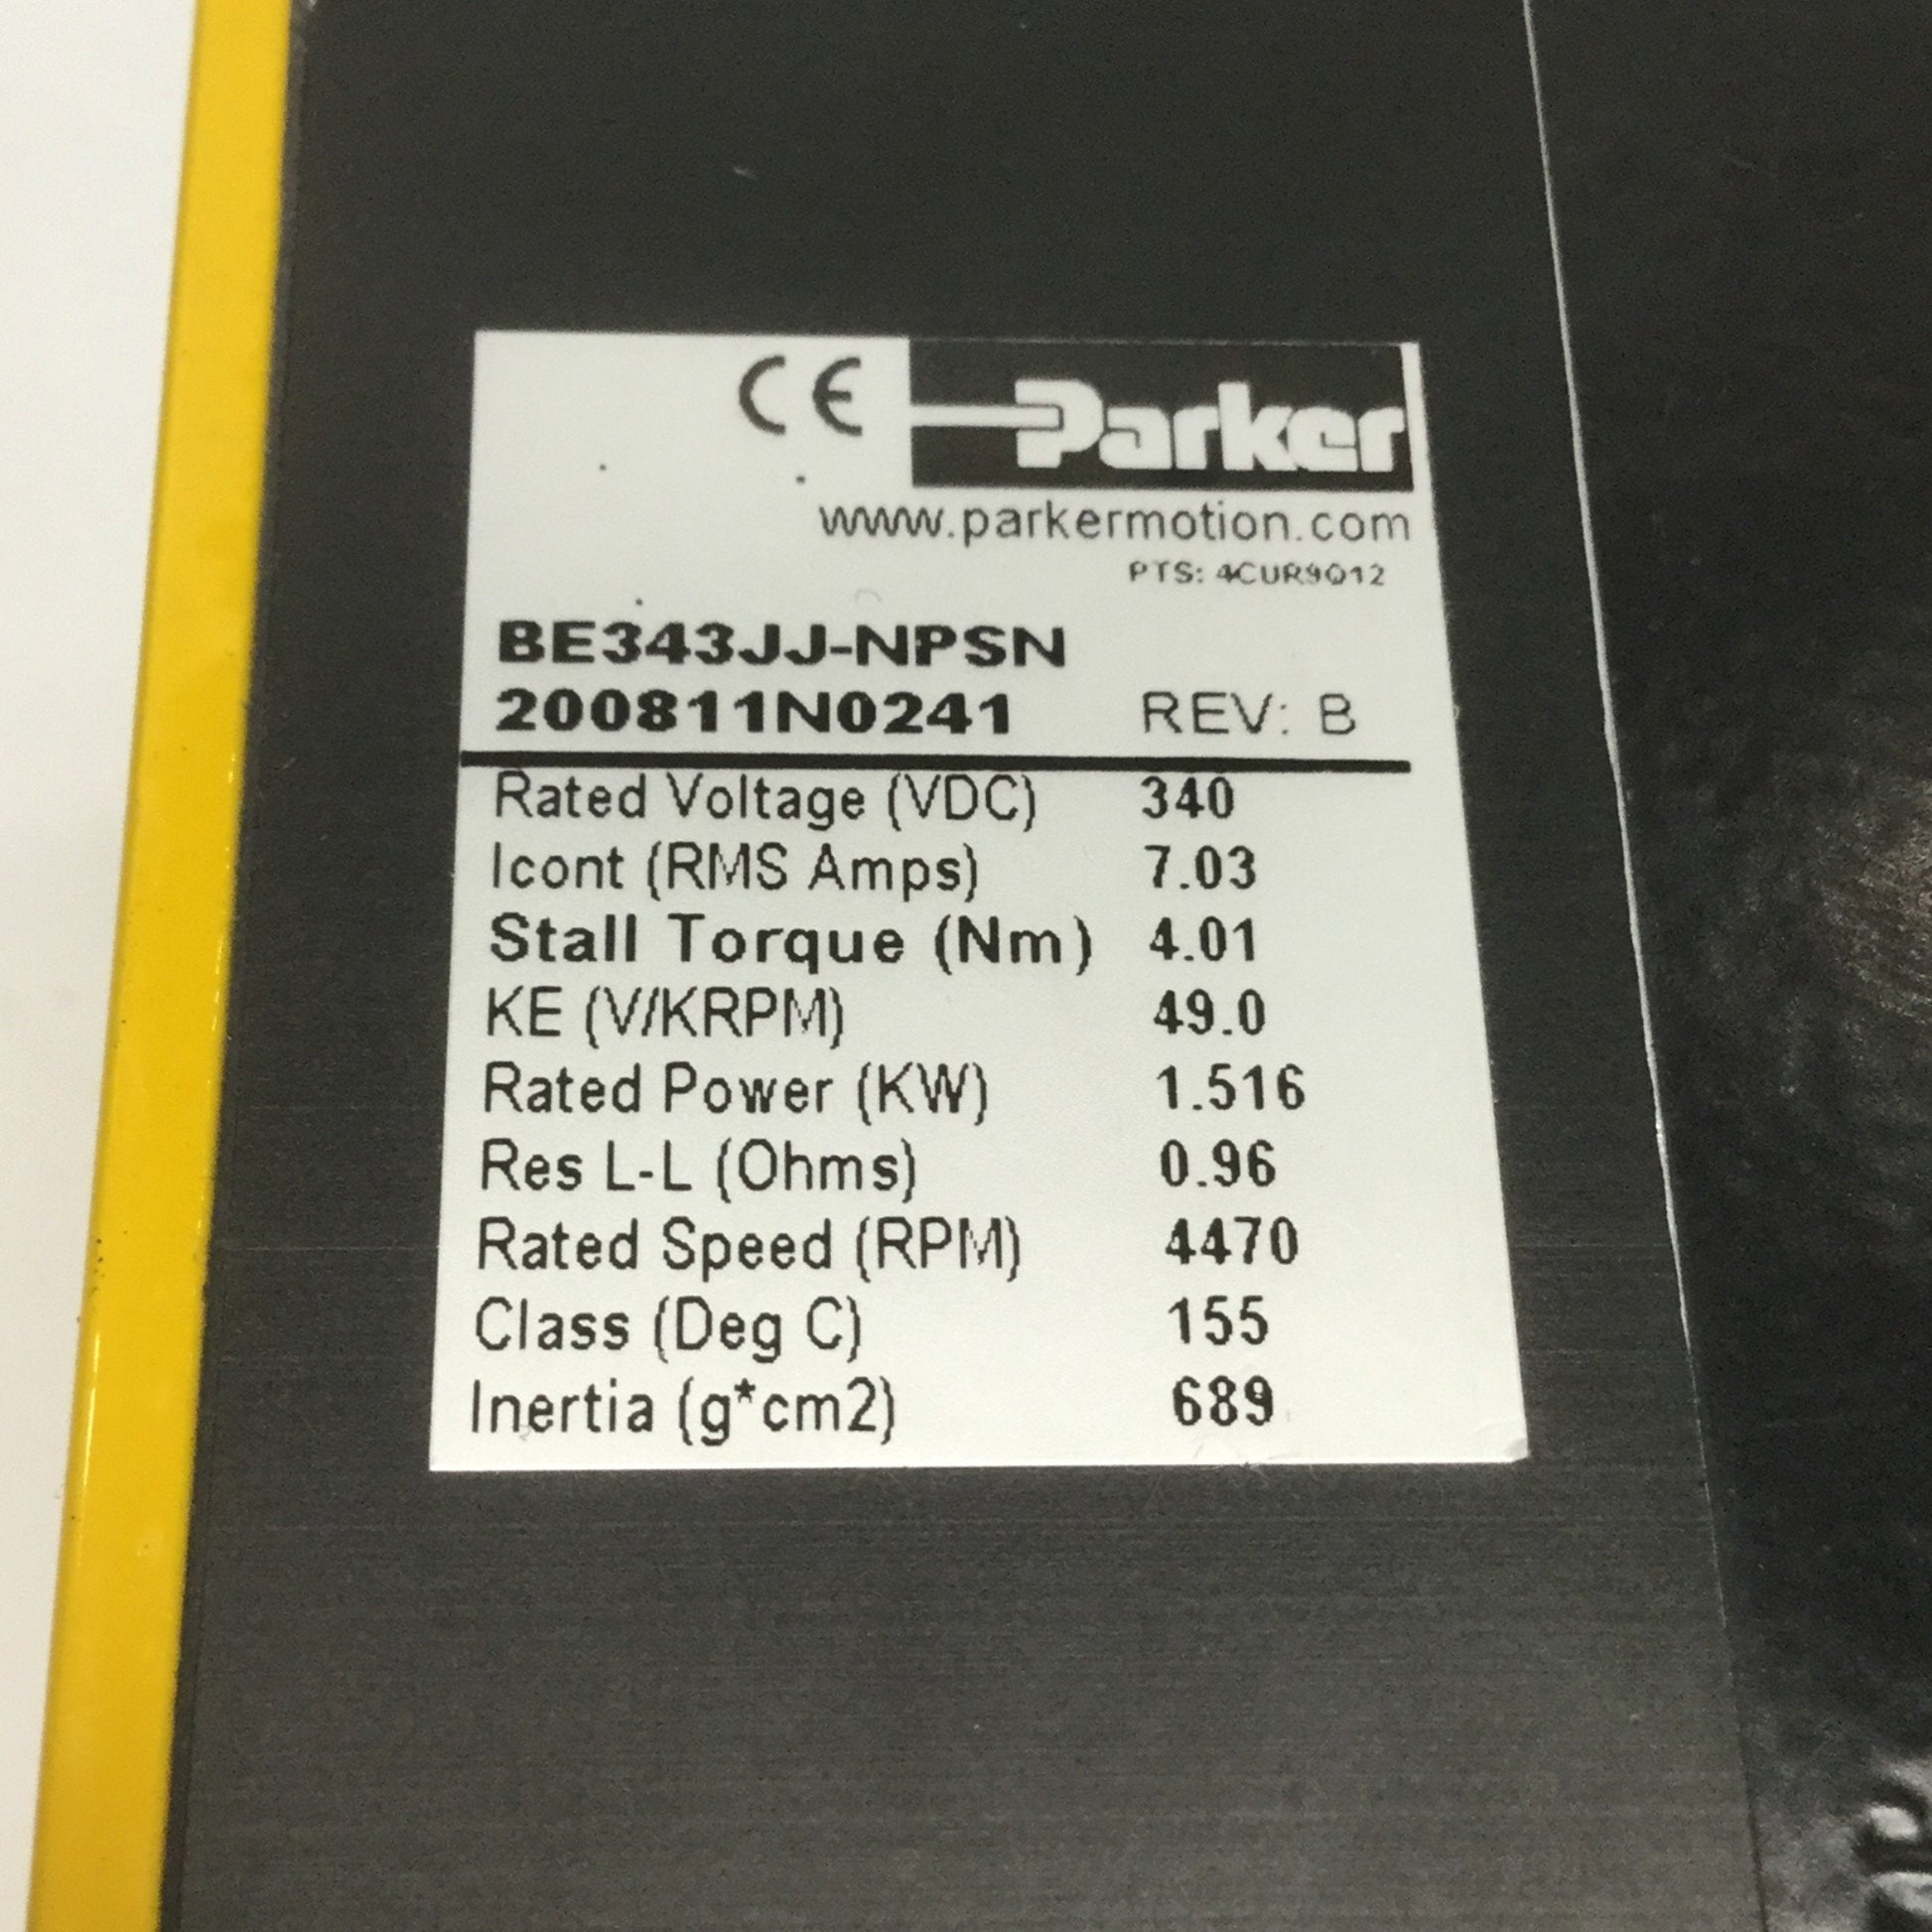 CE Parker
www.parkermotion.com
PTS: 4CUR9012
BE343JJ-NPSN
200811N0241 REV: B
Rated Voltage (VDC) 340
Icont (RMS Amps) 7.03
Stall Torque (Nm) 4.01
KE (V/KRPM) 49.0
Rated Power (KW) 1.516
Res L-L (Ohms) 0.96
Rated Speed (RPM) 4470
Class (Deg C) 155
Inertia (g*cm2) 689